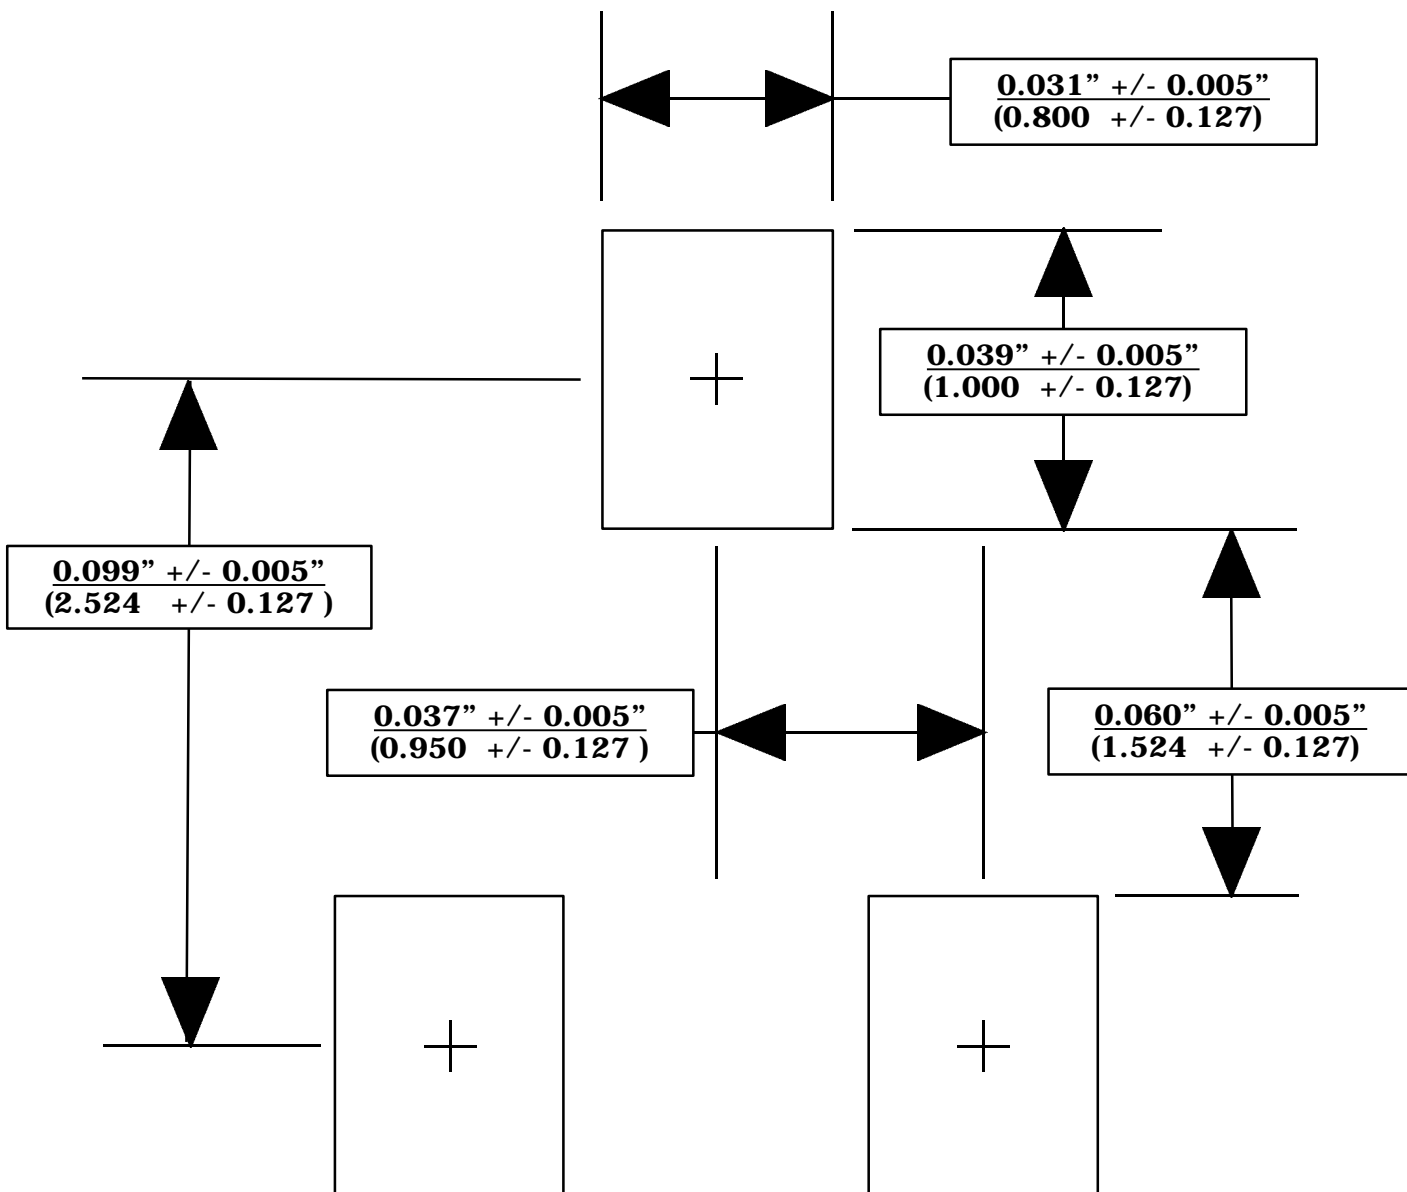 0.031” +/- 0.005”
(0.800 +/- 0.127)
0.039” +/- 0.005”
(1.000 +/- 0.127)
0.099” +/- 0.005”
(2.524 +/- 0.127 )
0.037” +/- 0.005”
(0.950 +/- 0.127 )
0.060” +/- 0.005”
(1.524 +/- 0.127)